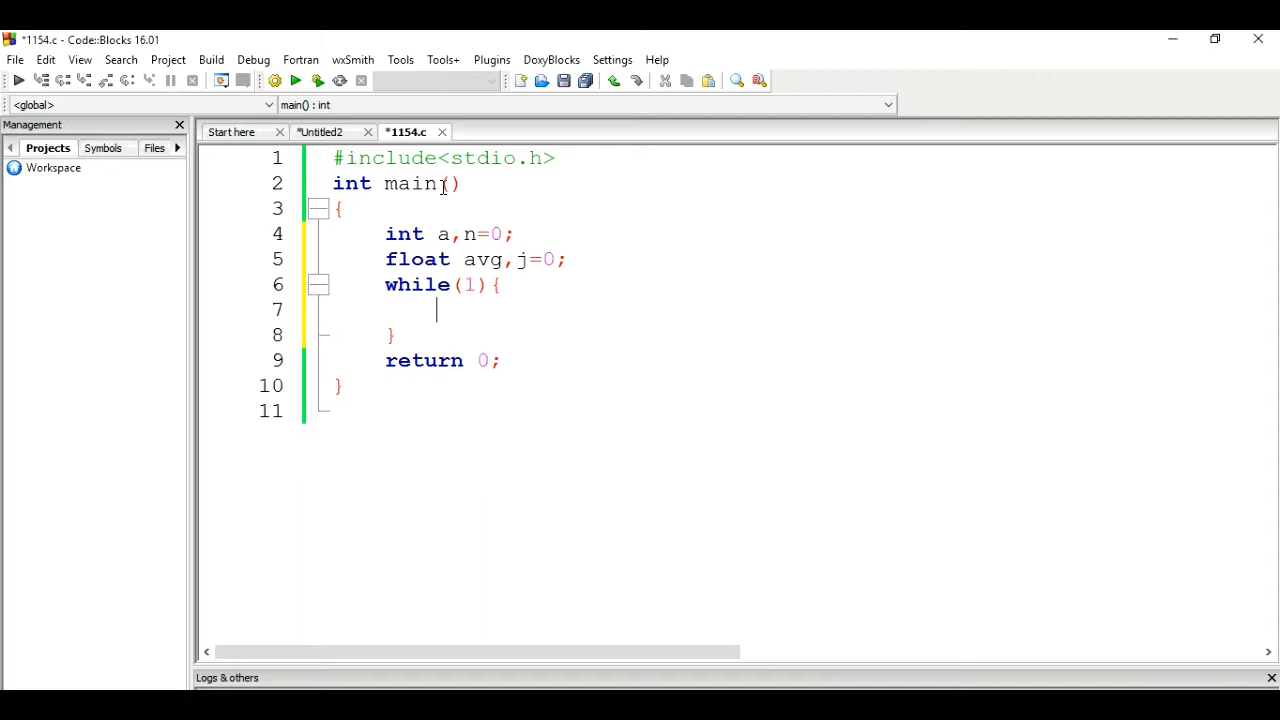 *1154.c - Code::Blocks 16.01
File Edit View Search Project Build Debug Fortran wxSmith Tools Tools+ Plugins DoxyBlocks Settings Help
<global> main() : int
Management
Start here *Untitled2 *1154.c
Projects Symbols Files
Workspace
1 #include<stdio.h>
2 int main()
3 {
4 int a,n=0;
5 float avg,j=0;
6 while(1){
7
8 }
9 return 0;
10 }
11
Logs & others